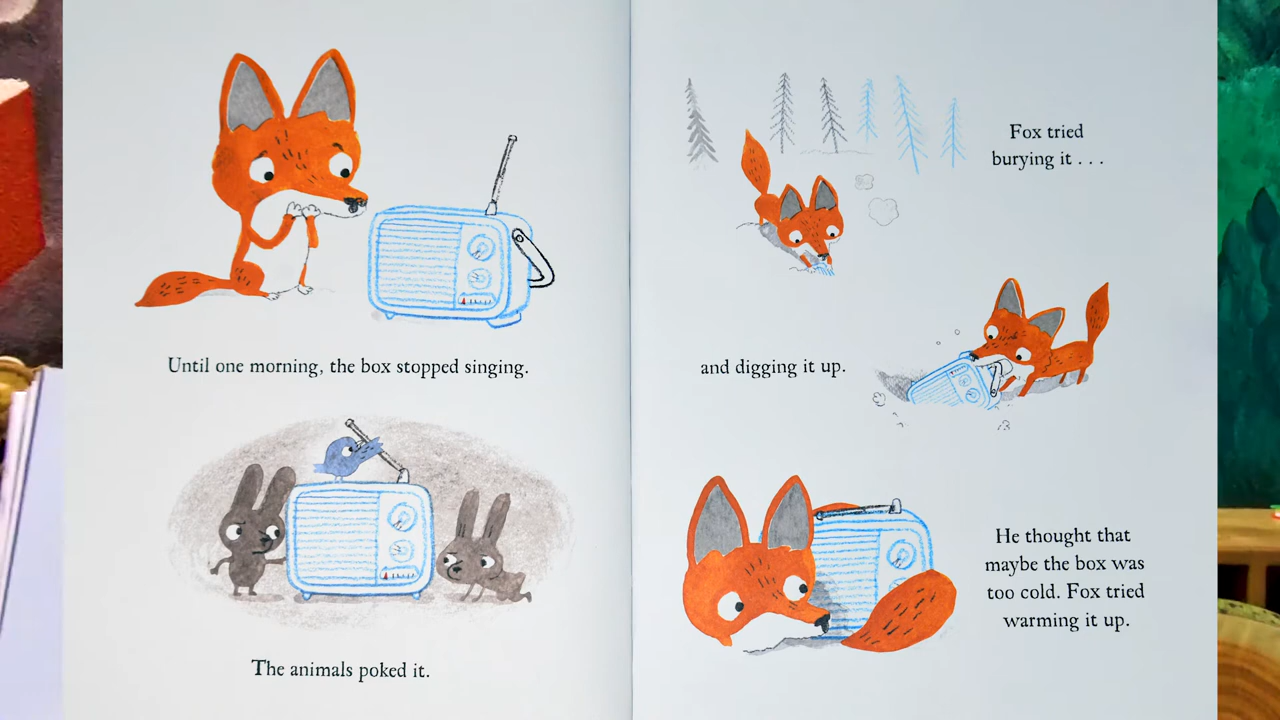 Until one morning, the box stopped singing.
The animals poked it.
Fox tried
burying it . . .
and digging it up.
He thought that
maybe the box was
too cold. Fox tried
warming it up.